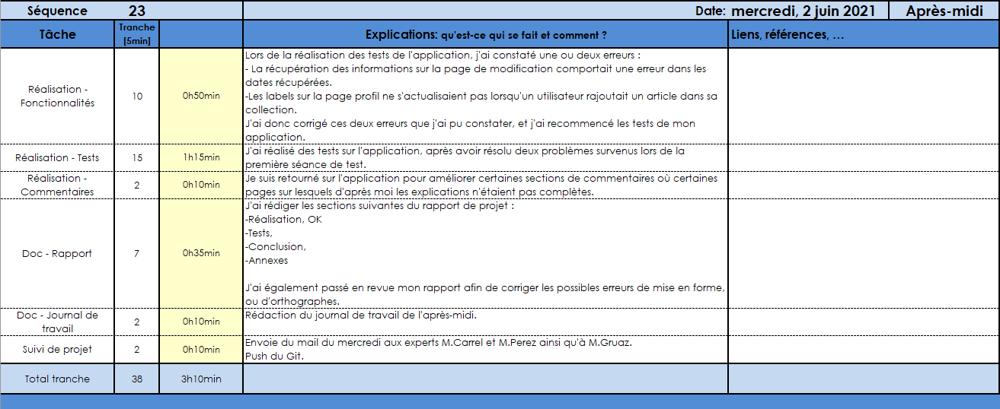 Séquence 23 Date: mercredi, 2 juin 2021 Après-midi
Tâche Tranche [5min] Explications: qu'est-ce qui se fait et comment ? Liens, références, …
Réalisation - Fonctionnalités 10 0h50min
Lors de la réalisation des tests de l'application, j'ai constaté une ou deux erreurs :
- La récupération des informations sur la page de modification comportait une erreur dans les
dates récupérées.
-Les labels sur la page profil ne s'actualisaient pas lorsqu'un utilisateur rajoutait un article dans sa
collection.
J'ai donc corrigé ces deux erreurs que j'ai pu constater, et j'ai recommencé les tests de mon
application.
Réalisation - Tests 15 1h15min
J'ai réalisé des tests sur l'application, après avoir résolu deux problèmes survenus lors de la
première séance de test.
Réalisation - Commentaires 2 0h10min
Je suis retourné sur l'application pour améliorer certaines sections de commentaires où certaines
pages sur lesquels d'après moi les explications n'étaient pas complètes.
Doc - Rapport 7 0h35min
J'ai rédiger les sections suivantes du rapport de projet :
-Réalisation, OK
-Tests,
-Conclusion,
-Annexes
J'ai également passé en revue mon rapport afin de corriger les possibles erreurs de mise en forme,
ou d'orthographes.
Doc - Journal de travail 2 0h10min
Rédaction du journal de travail de l'après-midi.
Suivi de projet 2 0h10min
Envoie du mail du mercredi aux experts M.Carrel et M.Perez ainsi qu'à M.Gruaz.
Push du Git.
Total tranche 38 3h10min